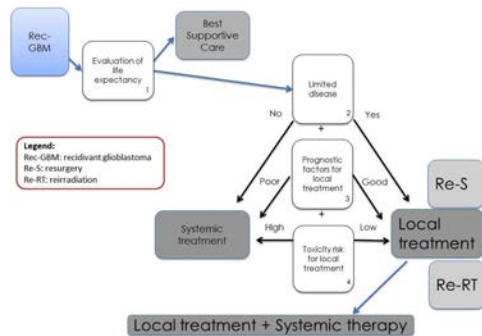 Rec-
GBM
Best
Supportive
Care
Evaluation of
life
expectancy
1
Limited
disease
2
No
Yes
+
Legend:
Rec-GBM: recidivant glioblastoma
Re-S: resurgery
Re-RT: reirradiation
Prognostic
factors for
local
treatment
3
Poor
Good
Re-S
+
Systemic
treatment
High
Low
Toxicity risk
for local
treatment
4
Local
treatment
Re-RT
Local treatment + Systemic therapy